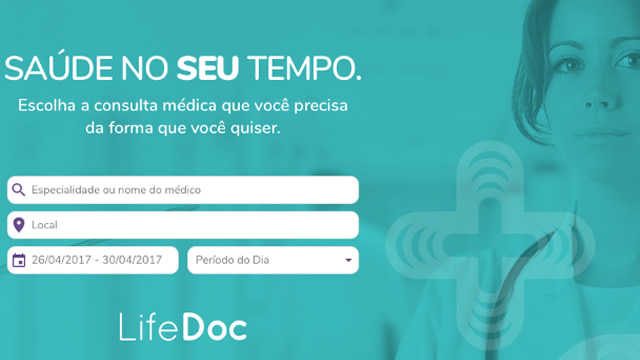 SAÚDE NO SEU TEMPO.
Escolha a consulta médica que você precisa
da forma que você quiser.
Especialidade ou nome do médico
Local
26/04/2017 - 30/04/2017 Período do Dia
LifeDoc